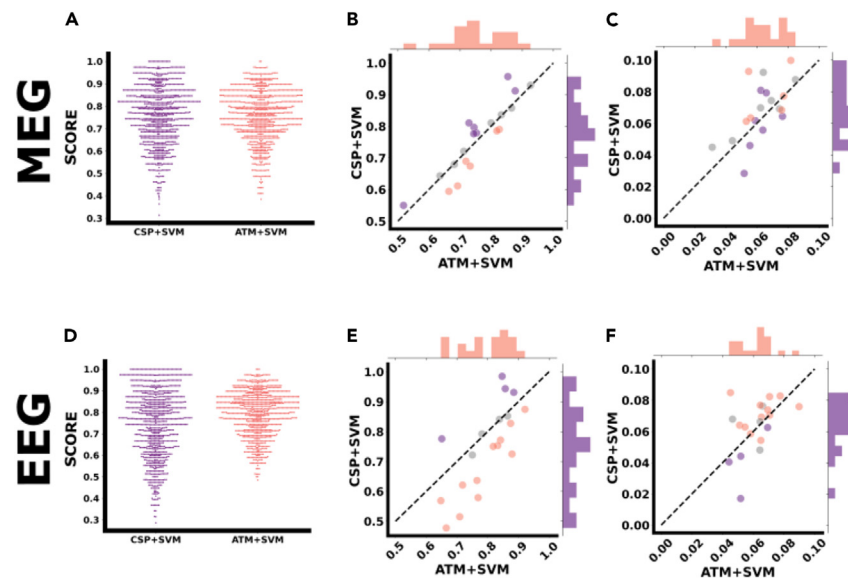 MEG
A
SCORE
1.0
0.9
0.8
0.7
0.6
0.5
0.4
0.3
CSP+SVM ATM+SVM
B
CSP+SVM
1.0
0.9
0.8
0.7
0.6
0.5
0.5 0.6 0.7 0.8 0.9 1.0
ATM+SVM
C
CSP+SVM
0.10
0.08
0.06
0.04
0.02
0.00
0.00 0.02 0.04 0.06 0.08 0.10
ATM+SVM
EEG
D
SCORE
1.0
0.9
0.8
0.7
0.6
0.5
0.4
0.3
CSP+SVM ATM+SVM
E
CSP+SVM
1.0
0.9
0.8
0.7
0.6
0.5
0.5 0.6 0.7 0.8 0.9 1.0
ATM+SVM
F
CSP+SVM
0.10
0.08
0.06
0.04
0.02
0.00
0.00 0.02 0.04 0.06 0.08 0.10
ATM+SVM